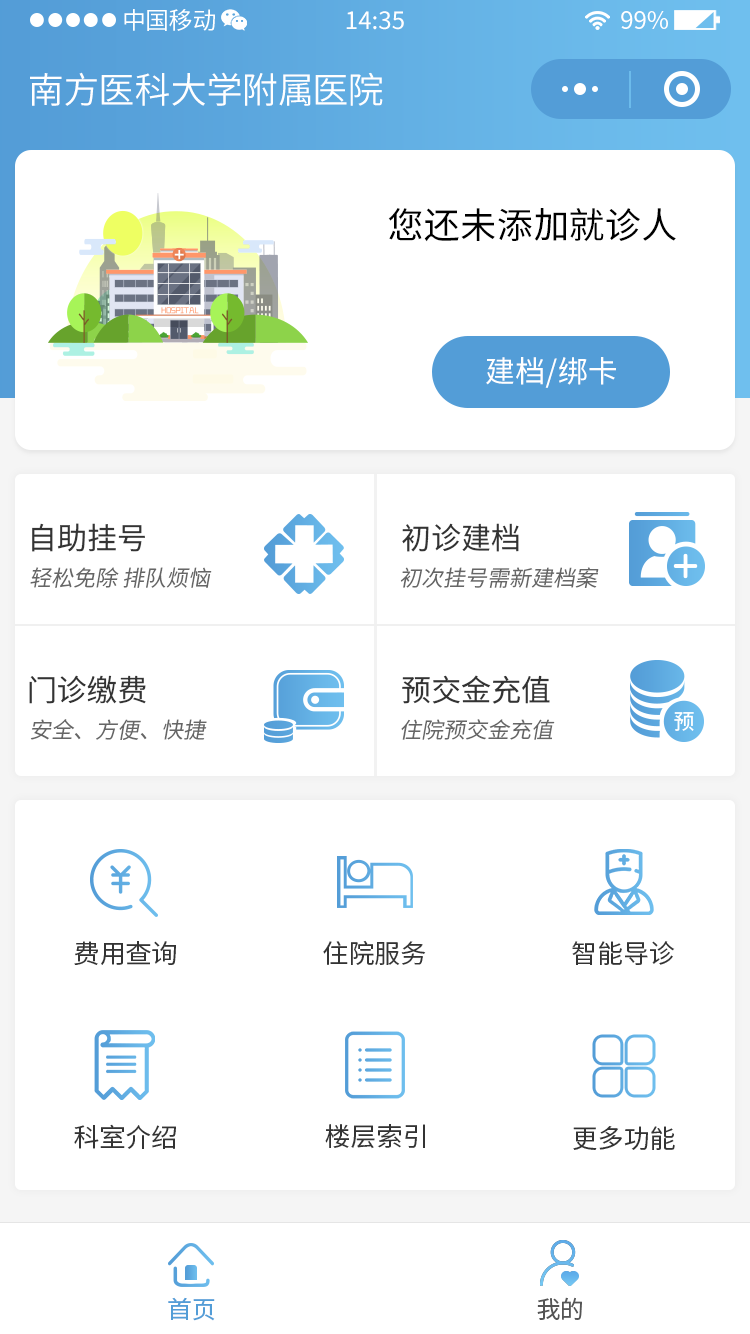 中国移动 14:35 99%
南方医科大学附属医院
您还未添加就诊人
HOSPITAL
建档/绑卡
自助挂号
轻松免除 排队烦恼
初诊建档
初次挂号需新建档案
门诊缴费
安全、方便、快捷
预交金充值
住院预交金充值
预
¥
费用查询
住院服务
智能导诊
科室介绍
楼层索引
更多功能
首页
我的